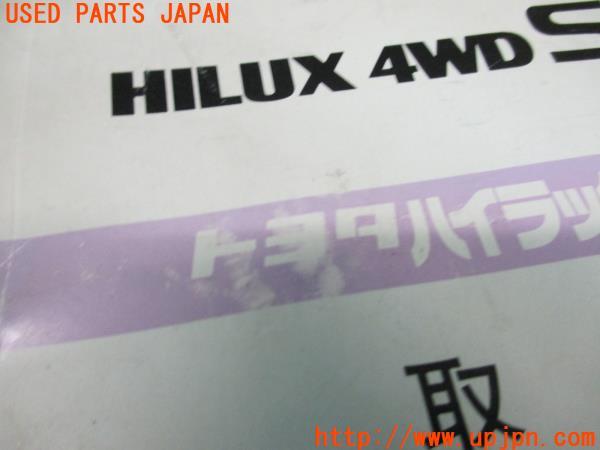 USED PARTS JAPAN
HILUX 4WD S
トヨタハイラッ
取
http://www.upjpn.com/